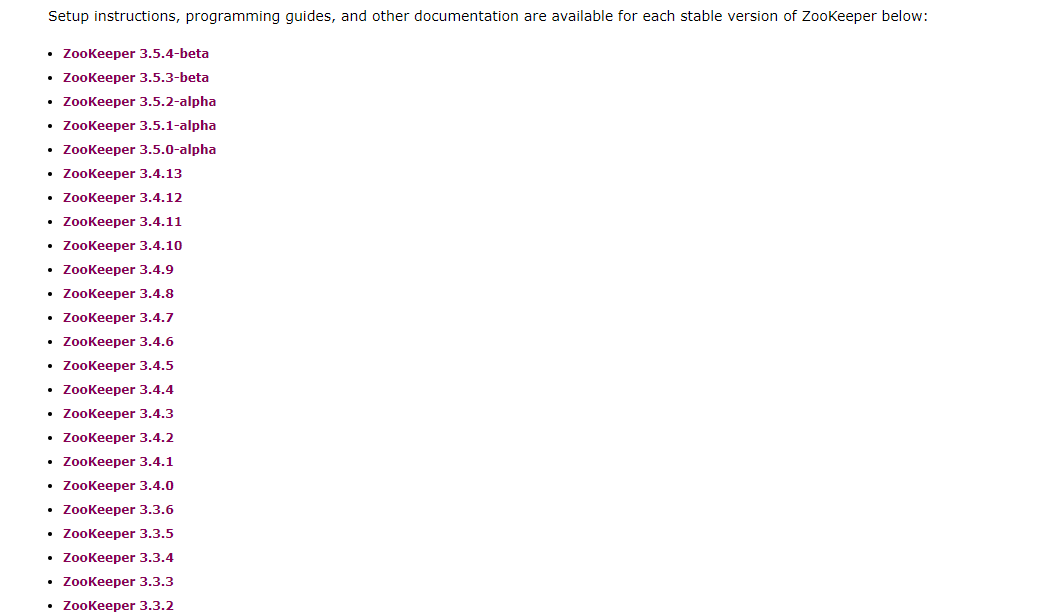 Setup instructions, programming guides, and other documentation are available for each stable version of ZooKeeper below:
• ZooKeeper 3.5.4-beta
• ZooKeeper 3.5.3-beta
• ZooKeeper 3.5.2-alpha
• ZooKeeper 3.5.1-alpha
• ZooKeeper 3.5.0-alpha
• ZooKeeper 3.4.13
• ZooKeeper 3.4.12
• ZooKeeper 3.4.11
• ZooKeeper 3.4.10
• ZooKeeper 3.4.9
• ZooKeeper 3.4.8
• ZooKeeper 3.4.7
• ZooKeeper 3.4.6
• ZooKeeper 3.4.5
• ZooKeeper 3.4.4
• ZooKeeper 3.4.3
• ZooKeeper 3.4.2
• ZooKeeper 3.4.1
• ZooKeeper 3.4.0
• ZooKeeper 3.3.6
• ZooKeeper 3.3.5
• ZooKeeper 3.3.4
• ZooKeeper 3.3.3
• ZooKeeper 3.3.2